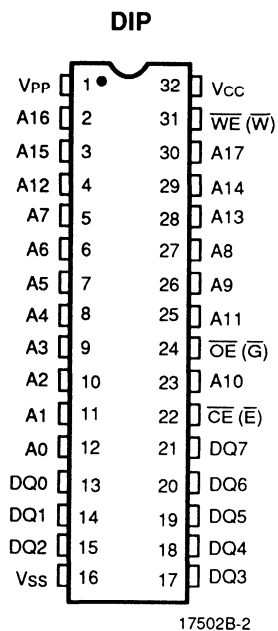 DIP
VPP 1 32 VCC
A16 2 31 W̅E̅ (W̅)
A15 3 30 A17
A12 4 29 A14
A7 5 28 A13
A6 6 27 A8
A5 7 26 A9
A4 8 25 A11
A3 9 24 O̅E̅ (G̅)
A2 10 23 A10
A1 11 22 C̅E̅ (E̅)
A0 12 21 DQ7
DQ0 13 20 DQ6
DQ1 14 19 DQ5
DQ2 15 18 DQ4
VSS 16 17 DQ3
17502B-2